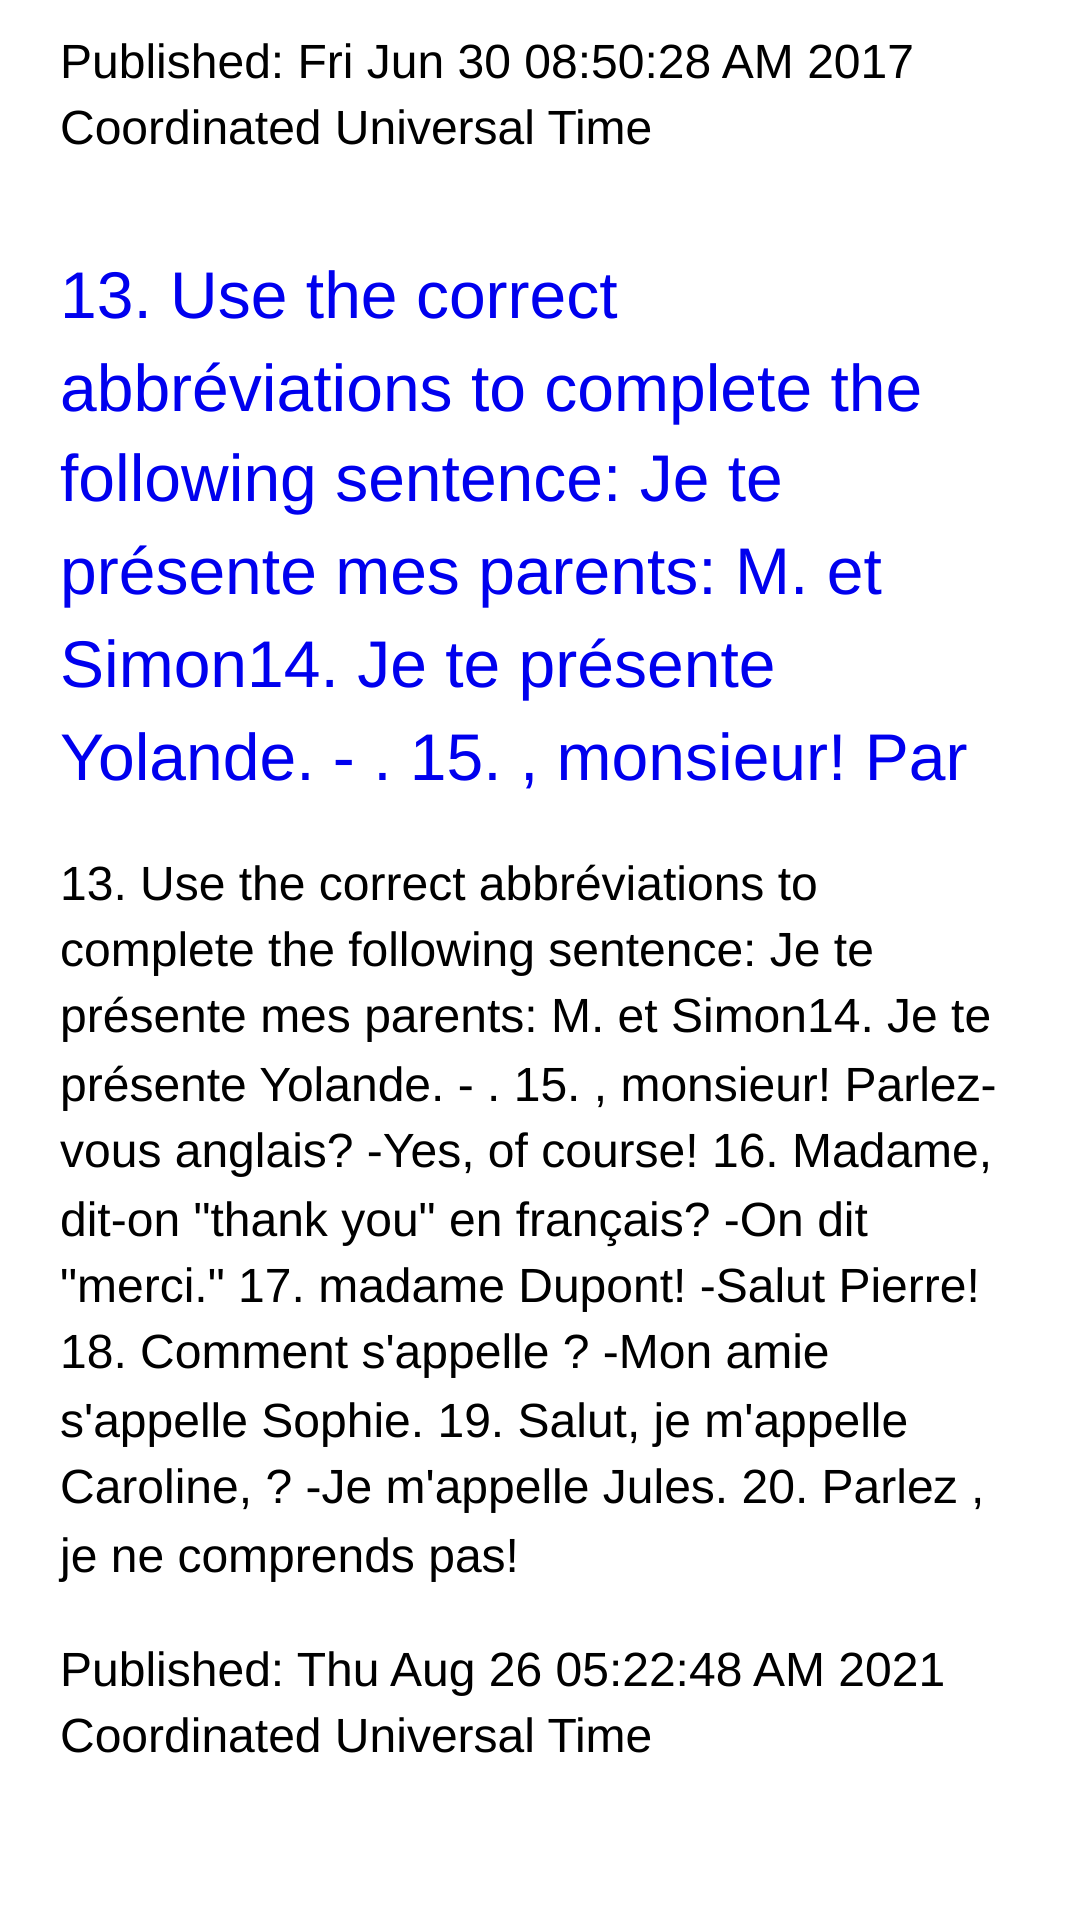 Published: Fri Jun 30 08:50:28 AM 2017
Coordinated Universal Time
13. Use the correct
abbréviations to complete the
following sentence: Je te
présente mes parents: M. et
Simon14. Je te présente
Yolande. - . 15. , monsieur! Par
13. Use the correct abbréviations to
complete the following sentence: Je te
présente mes parents: M. et Simon14. Je te
présente Yolande. - . 15. , monsieur! Parlez-
vous anglais? -Yes, of course! 16. Madame,
dit-on "thank you" en français? -On dit
"merci." 17. madame Dupont! -Salut Pierre!
18. Comment s'appelle ? -Mon amie
s'appelle Sophie. 19. Salut, je m'appelle
Caroline, ? -Je m'appelle Jules. 20. Parlez ,
je ne comprends pas!
Published: Thu Aug 26 05:22:48 AM 2021
Coordinated Universal Time